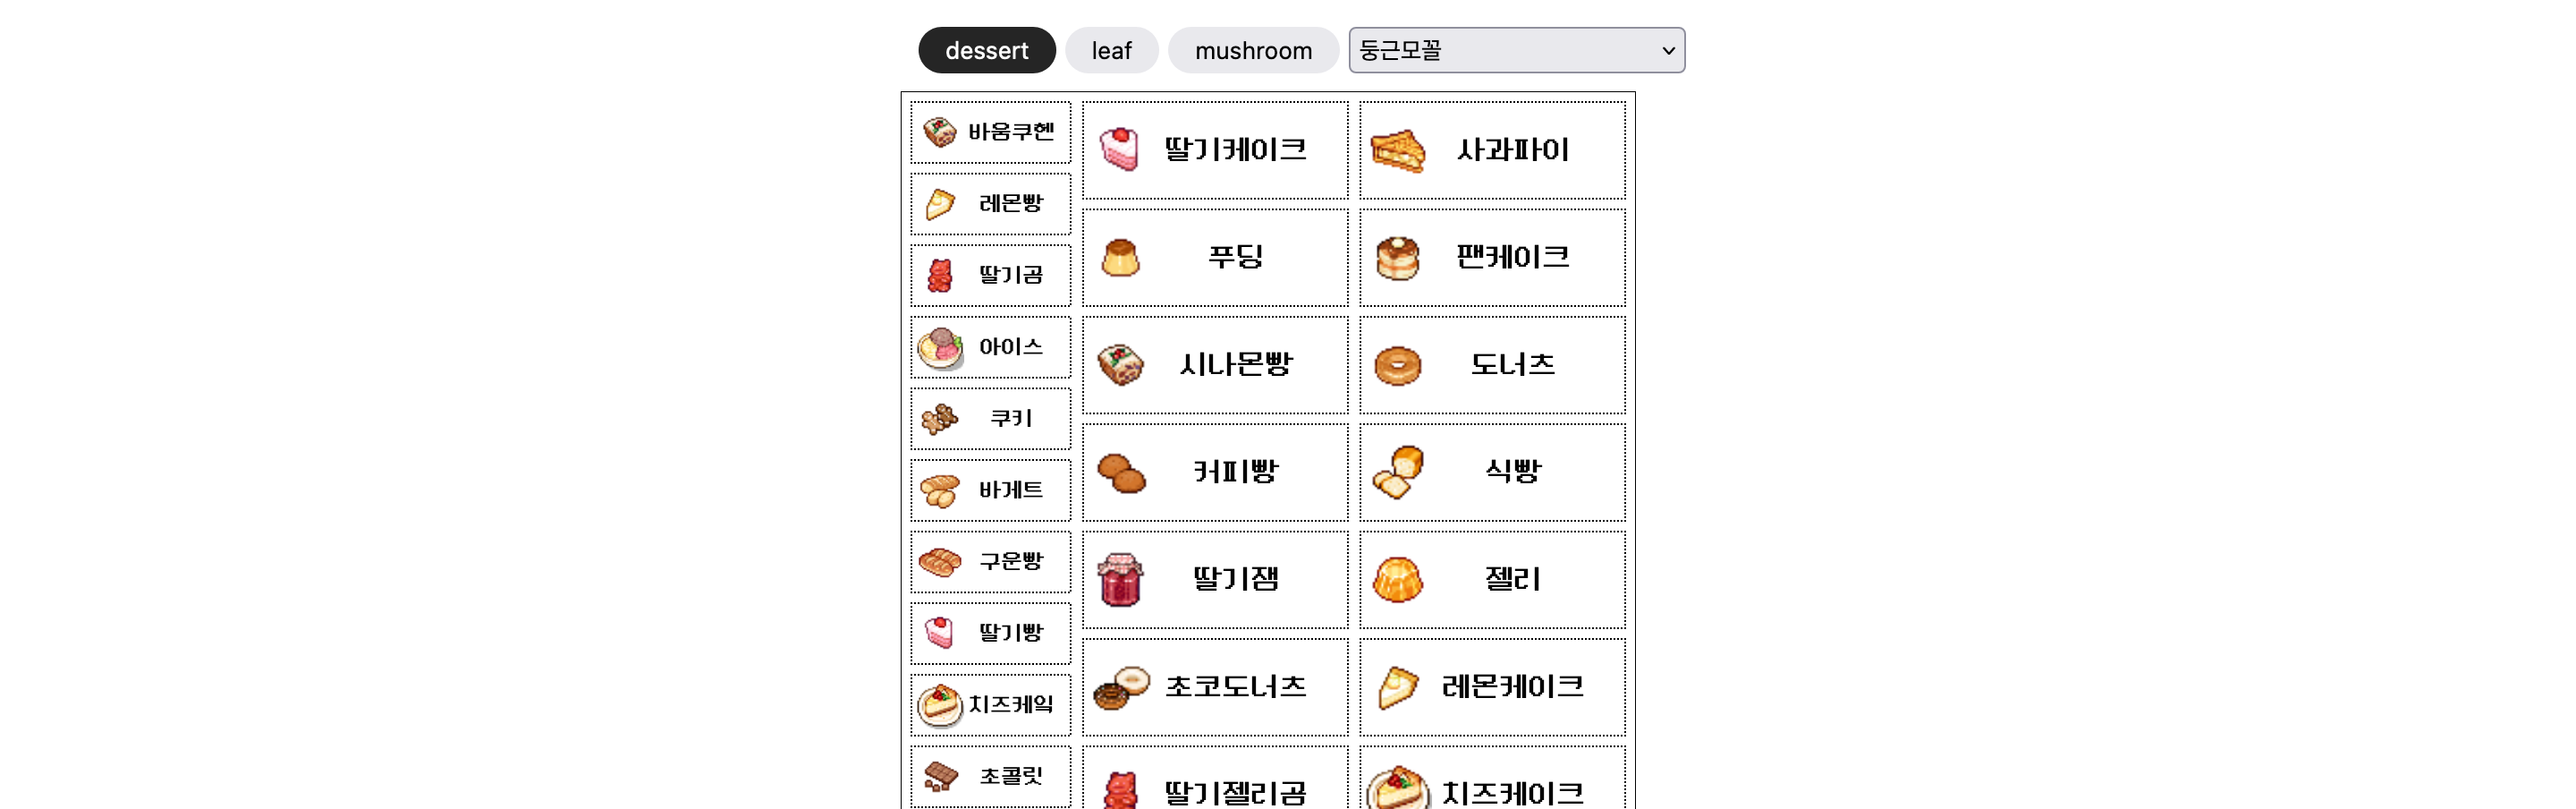 dessert leaf mushroom 둥근모꼴
바움쿠헨
레몬빵
딸기곰
아이스
쿠키
바게트
구운빵
딸기빵
치즈케익
초콜릿
딸기케이크 사과파이
푸딩 팬케이크
시나몬빵 도너츠
커피빵 식빵
딸기잼 젤리
초코도너츠 레몬케이크
딸기젤리곰 치즈케이크